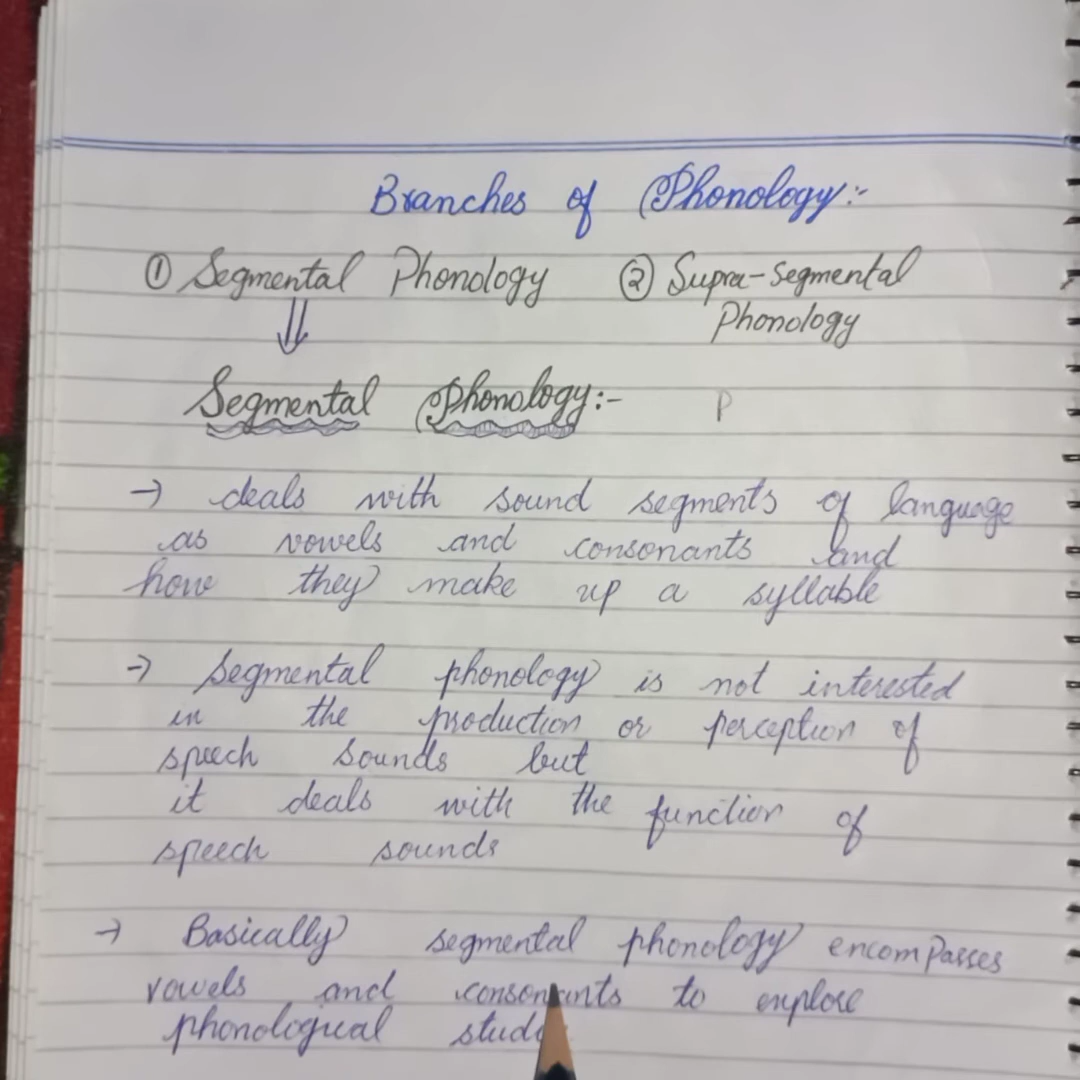 Branches of Phonology:-
① Segmental Phonology ② Supra-segmental
Phonology
Segmental Phonology:- P
→ deals with sound segments of language
as vowels and consonants and
how they make up a syllable
→ Segmental phonology is not interested
in the production or perception of
speech sounds but
it deals with the function of
speech sounds
→ Basically segmental phonology encompasses
vowels and consonants to explore
phonological